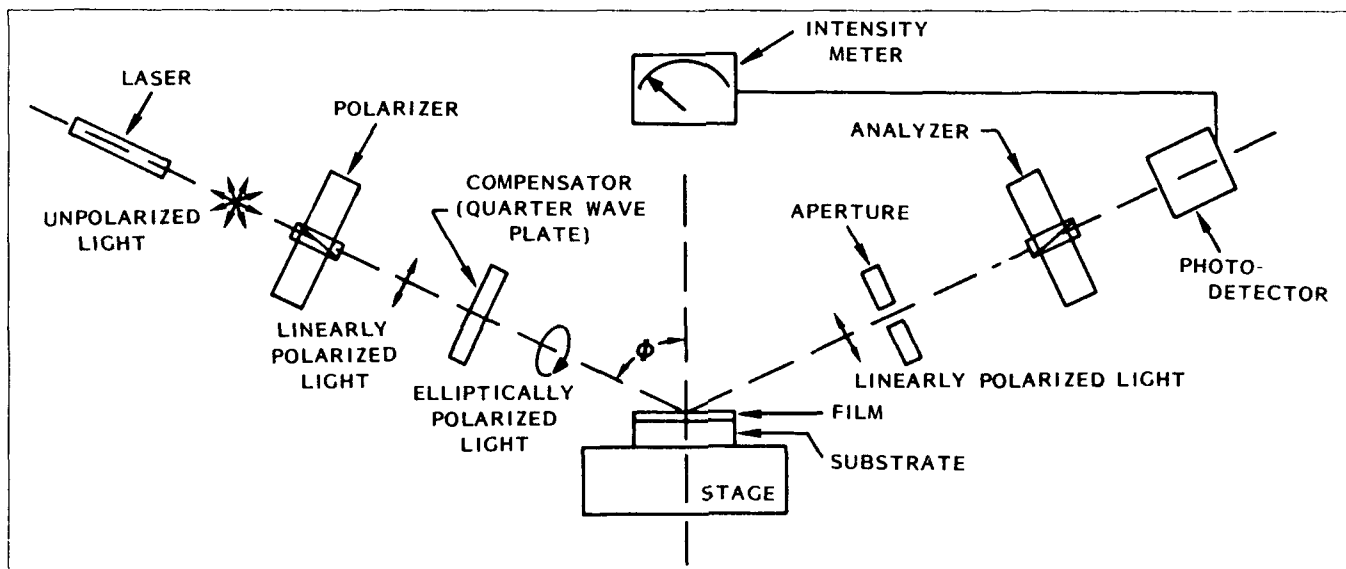 INTENSITY
METER
LASER
POLARIZER
ANALYZER
COMPENSATOR
(QUARTER WAVE
PLATE)
APERTURE
UNPOLARIZED
LIGHT
PHOTO-
DETECTOR
LINEARLY
POLARIZED
LIGHT
ϕ
ELLIPTICALLY
POLARIZED
LIGHT
LINEARLY POLARIZED LIGHT
FILM
SUBSTRATE
STAGE